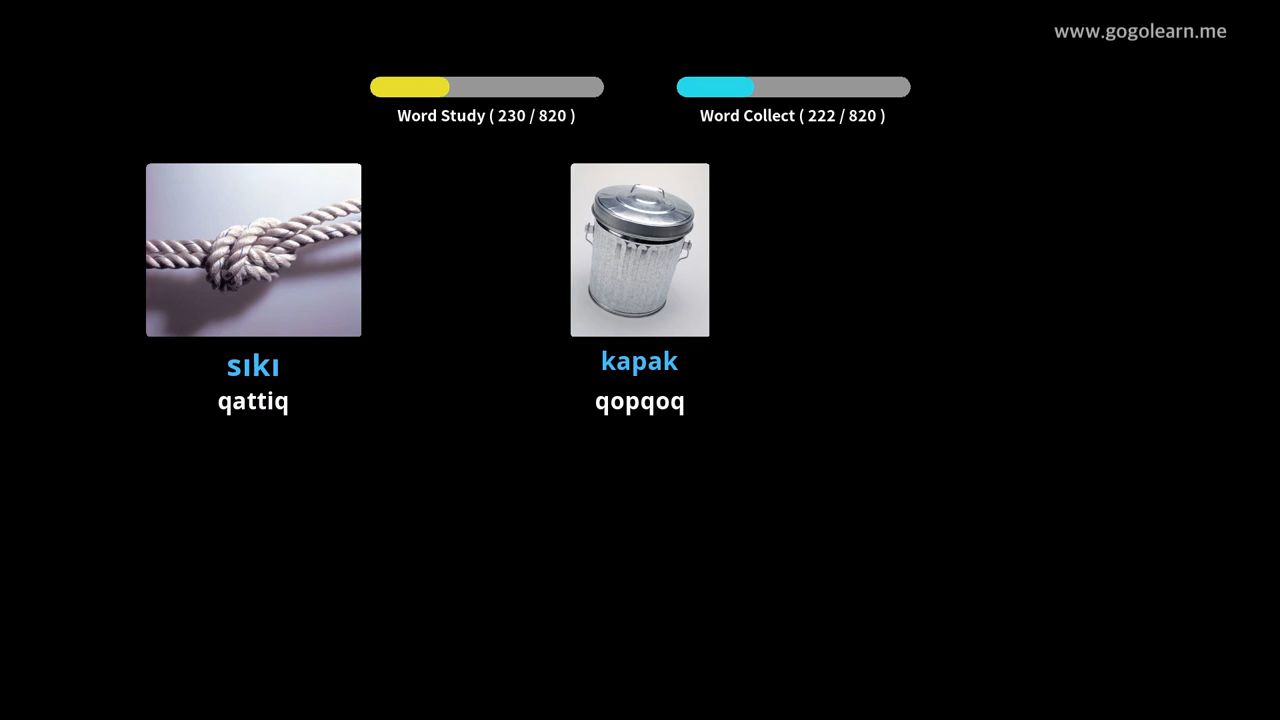 www.gogolearn.me
Word Study ( 230 / 820 )
Word Collect ( 222 / 820 )
sıkı
qattiq
kapak
qopqoq